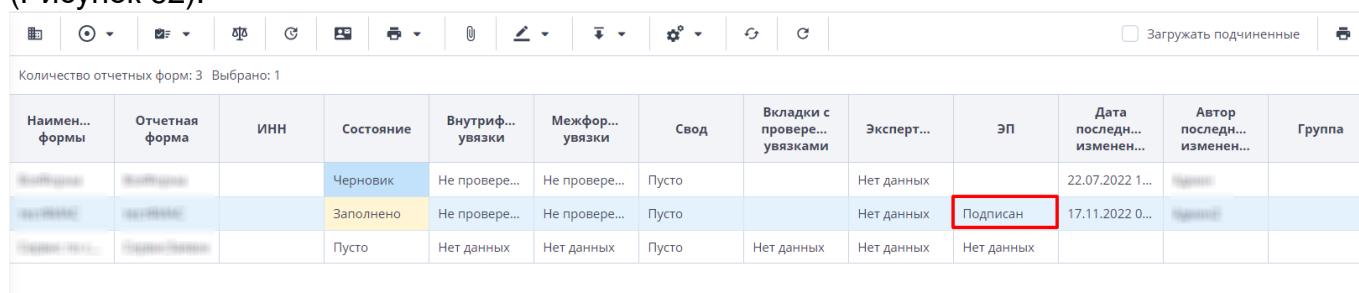 (Рисунок 82).
Загружать подчиненные
Количество отчетных форм: 3 Выбрано: 1
Наимен... формы Отчетная форма ИНН Состояние Внутриф... увязки Межфор... увязки Свод Вкладки с провере... увязками Эксперт... ЭП Дата последн... изменен... Автор последн... изменен... Группа
Черновик Не провере... Не провере... Пусто Нет данных 22.07.2022 1...
Заполнено Не провере... Не провере... Пусто Нет данных Подписан 17.11.2022 0...
Пусто Нет данных Нет данных Пусто Нет данных Нет данных Нет данных